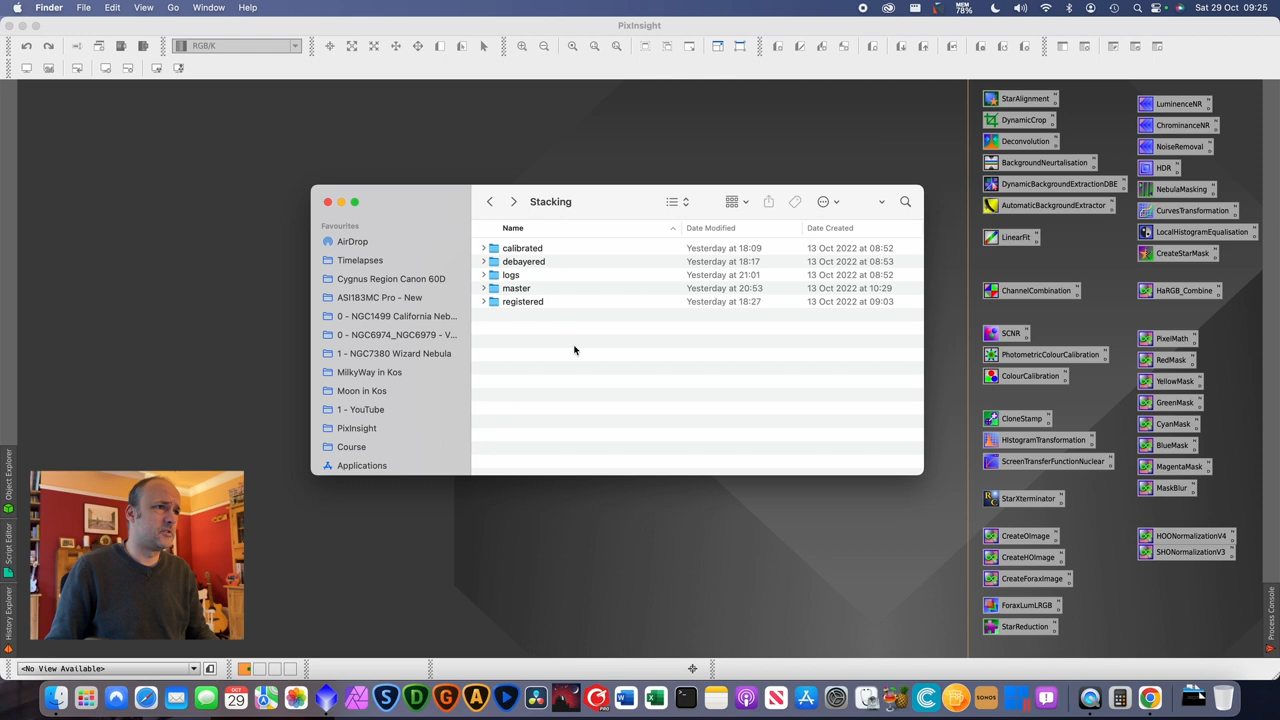 Finder File Edit View Go Window Help
MEM 78%
Sat 29 Oct 09:25
PixInsight
RGB/K
Stacking
Favourites
AirDrop
Timelapses
Cygnus Region Canon 60D
ASI183MC Pro - New
0 - NGC1499 California Neb...
0 - NGC6974_NGC6979 - V...
1 - NGC7380 Wizard Nebula
MilkyWay in Kos
Moon in Kos
1 - YouTube
PixInsight
Course
Applications
Name Date Modified Date Created
calibrated Yesterday at 18:09 13 Oct 2022 at 08:52
debayered Yesterday at 18:17 13 Oct 2022 at 08:53
logs Yesterday at 21:01 13 Oct 2022 at 08:52
master Yesterday at 20:53 13 Oct 2022 at 10:29
registered Yesterday at 18:27 13 Oct 2022 at 09:03
StarAlignment
DynamicCrop
Deconvolution
BackgroundNeurtalisation
DynamicBackgroundExtractionDBE
AutomaticBackgroundExtractor
LinearFit
ChannelCombination
SCNR
PhotometricColourCalibration
ColourCalibration
CloneStamp
HIstogramTransformation
ScreenTransferFunctionNuclear
StarXterminator
CreateOImage
CreateHOImage
CreateForaxImage
ForaxLumLRGB
StarReduction
LuminenceNR
ChrominanceNR
NoiseRemoval
HDR
NebulaMasking
CurvesTransformation
LocalHistogramEqualisation
CreateStarMask
HaRGB_Combine
PixelMath
RedMask
YellowMask
GreenMask
CyanMask
BlueMask
MagentaMask
MaskBlur
HOONormalizationV4
SHONormalizationV3
Object Explorer
Script Editor
History Explorer
Process Console
<No View Available>
OCT
29
SONOS
PRO